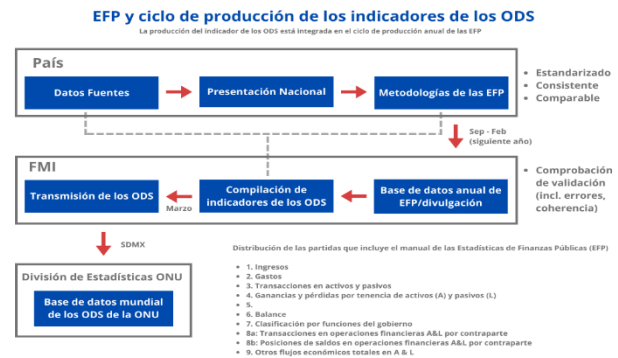 EFP y ciclo de producción de los indicadores de los ODS
La producción del indicador de los ODS está integrada en el ciclo de producción anual de las EFP
País
Datos Fuentes
Presentación Nacional
Metodologías de las EFP
• Estandarizado
• Consistente
• Comparable
Sep - Feb
(siguiente año)
FMI
Transmisión de los ODS
Marzo
Compilación de
indicadores de los ODS
Base de datos anual de
EFP/divulgación
• Comprobación
de validación
(incl. errores,
coherencia)
SDMX
División de Estadísticas ONU
Base de datos mundial
de los ODS de la ONU
Distribución de las partidas que incluye el manual de las Estadísticas de Finanzas Públicas (EFP)
• 1. Ingresos
• 2. Gastos
• 3. Transacciones en activos y pasivos
• 4. Ganancias y pérdidas por tenencia de activos (A) y pasivos (L)
• 5.
• 6. Balance
• 7. Clasificación por funciones del gobierno
• 8a: Transacciones en operaciones financieras A&L por contraparte
• 8b: Posiciones de saldos en operaciones financieras A&L por contraparte
• 9. Otros flujos económicos totales en A & L